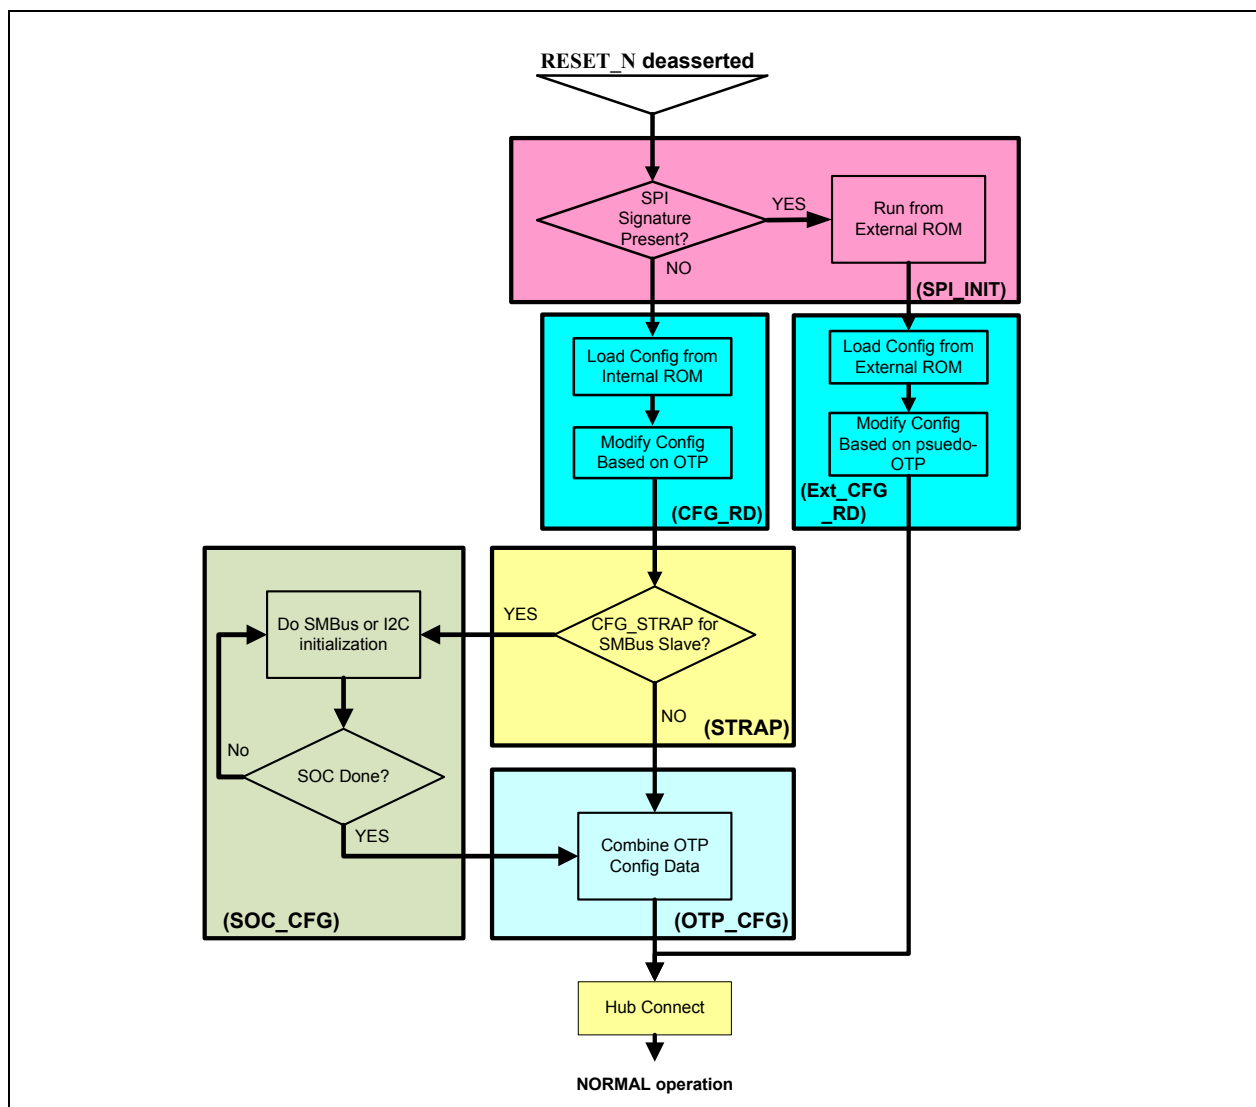 RESET_N deasserted
SPI
Signature
Present?
YES
Run from
External ROM
NO
(SPI_INIT)
Load Config from
Internal ROM
Load Config from
External ROM
Modify Config
Based on OTP
Modify Config
Based on psuedo-
OTP
(CFG_RD)
(Ext_CFG
_RD)
Do SMBus or I2C
initialization
YES
CFG_STRAP for
SMBus Slave?
NO
(STRAP)
No
SOC Done?
YES
Combine OTP
Config Data
(SOC_CFG)
(OTP_CFG)
Hub Connect
NORMAL operation